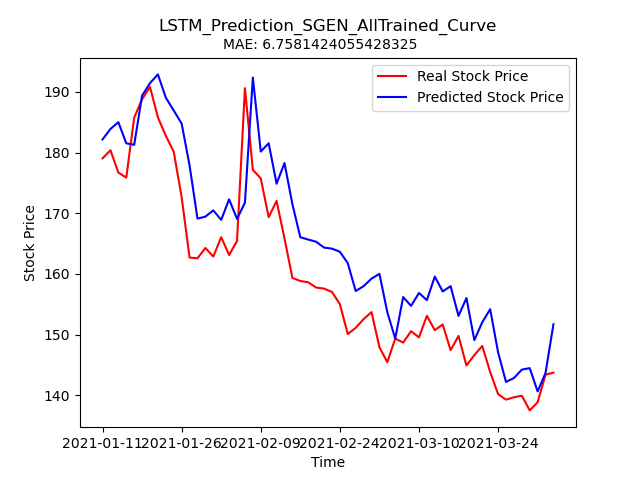 LSTM_Prediction_SGEN_AllTrained_Curve
MAE: 6.7581424055428325
Real Stock Price
Predicted Stock Price
Stock Price
190
180
170
160
150
140
2021-01-11
2021-01-26
2021-02-09
2021-02-24
2021-03-10
2021-03-24
Time